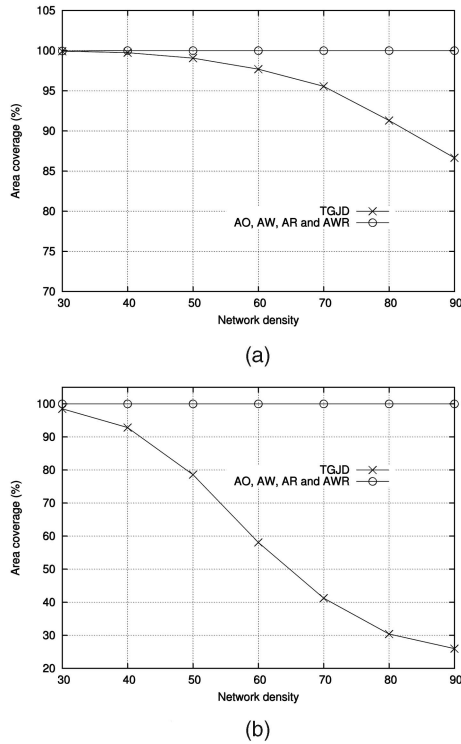 105
100
95
90
85
80
75
70
Area coverage (%)
TGJD
AO, AW, AR and AWR
30 40 50 60 70 80 90
Network density
(a)
100
90
80
70
60
50
40
30
20
Area coverage (%)
TGJD
AO, AW, AR and AWR
30 40 50 60 70 80 90
Network density
(b)